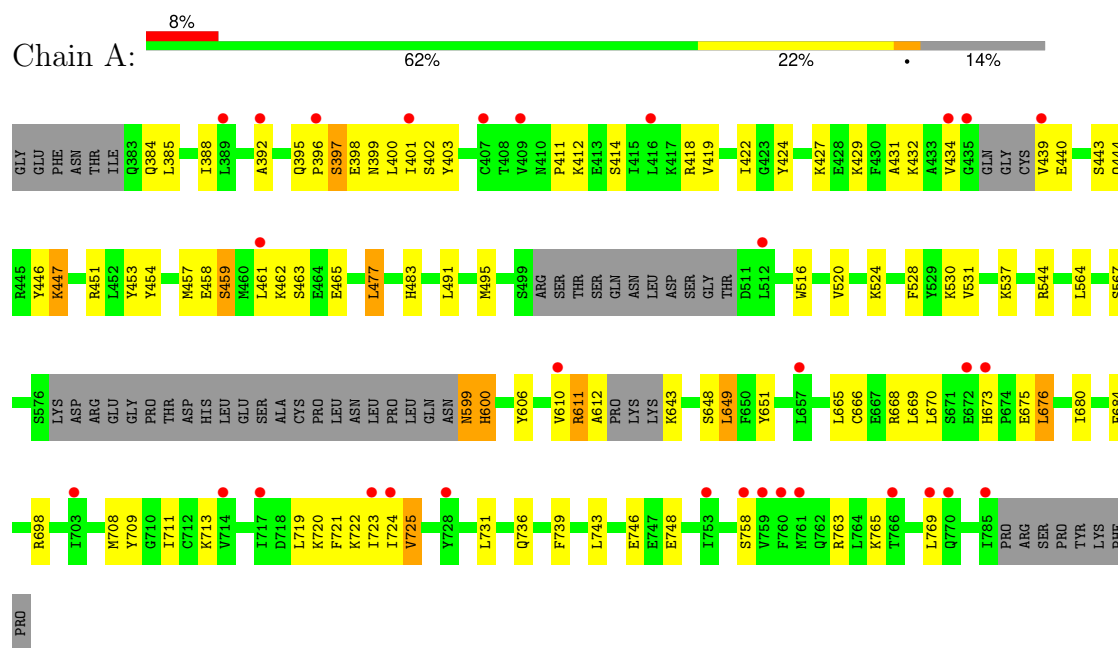 8%
Chain A:
62% 22% • 14%
GLY GLU PHE ASN THR ILE Q383 Q384 L385 I388 L389 A392 Q395 P396 S397 E398 N399 L400 I401 S402 Y403 C407 T408 V409 N410 P411 K412 E413 S414 I415 L416 K417 R418 V419 I422 G423 Y424 K427 E428 K429 F430 A431 K432 A433 V434 G435 GLN GLY CYS V439 E440 S443
R445 Y446 K447 R451 L452 Y453 Y454 M457 E458 S459 M460 L461 K462 S463 E464 E465 L477 H483 L491 M495 S499 ARG SER THR SER GLN ASN LEU ASP SER GLY THR D511 L512 W516 V520 K524 F528 Y529 K530 V531 K537 R544 L564 S567
S576 LYS ASP ARG GLU GLY PRO THR ASP HIS LEU GLU SER ALA CYS PRO LEU ASN LEU PRO LEU GLN ASN N599 H600 Y606 V610 R611 A612 PRO LYS LYS K643 S648 L649 F650 Y651 L657 L665 C666 E667 R668 L669 L670 S671 E672 H673 P674 E675 L676 I680
R698 I703 M708 Y709 G710 I711 C712 K713 V714 I717 D718 L719 K720 F721 K722 I723 I724 V725 Y728 L731 Q736 F739 L743 E746 E747 E748 I753 S758 V759 F760 M761 Q762 R763 L764 K765 T766 L769 Q770 I785 PRO ARG SER PRO TYR LYS PHE
PRO